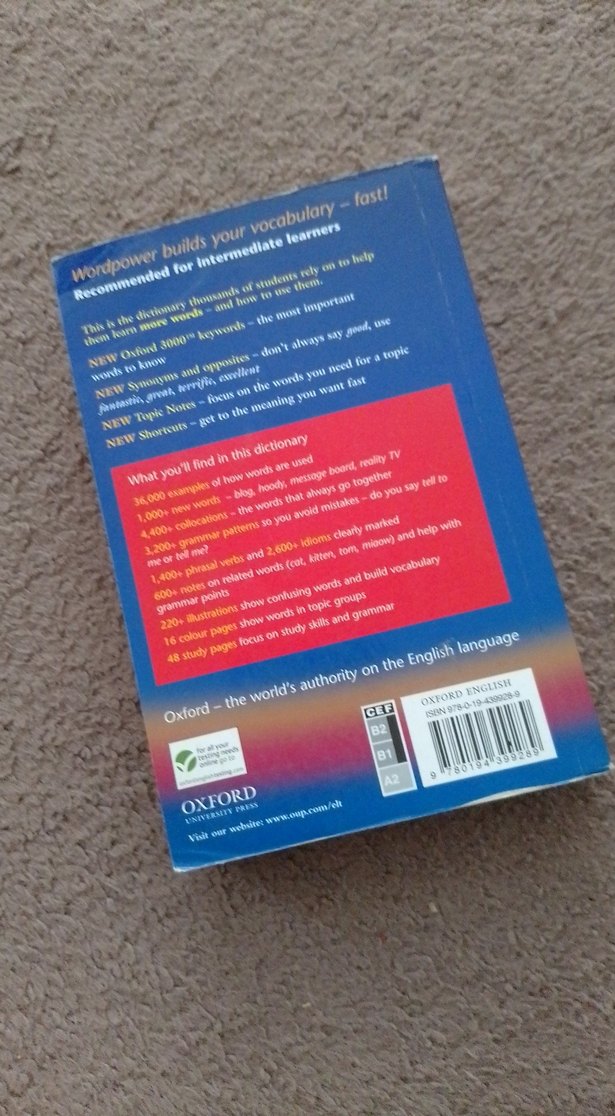 Wordpower builds your vocabulary – fast!
Recommended for intermediate learners
This is the dictionary thousands of students rely on to help
them learn more words – and how to use them.
NEW Oxford 3000™ keywords – the most important
words to know
NEW Synonyms and opposites – don't always say good, use
fantastic, great, terrific, excellent
NEW Topic Notes – focus on the words you need for a topic
NEW Shortcuts – get to the meaning you want fast
What you'll find in this dictionary
36,000 examples of how words are used
1,000+ new words – blog, hoody, message board, reality TV
4,400+ collocations – the words that always go together
3,200+ grammar patterns so you avoid mistakes – do you say tell to
me or tell me?
1,400+ phrasal verbs and 2,600+ idioms clearly marked
600+ notes on related words (cat, kitten, tom, miaow) and help with
grammar points
220+ illustrations show confusing words and build vocabulary
16 colour pages show words in topic groups
48 study pages focus on study skills and grammar
Oxford – the world's authority on the English language
for all your
testing needs
online go to
oxfordenglishtesting.com
OXFORD
UNIVERSITY PRESS
Visit our website: www.oup.com/elt
CEF
B2
B1
A2
OXFORD ENGLISH
ISBN 978-0-19-439928-9
9 780194 399289